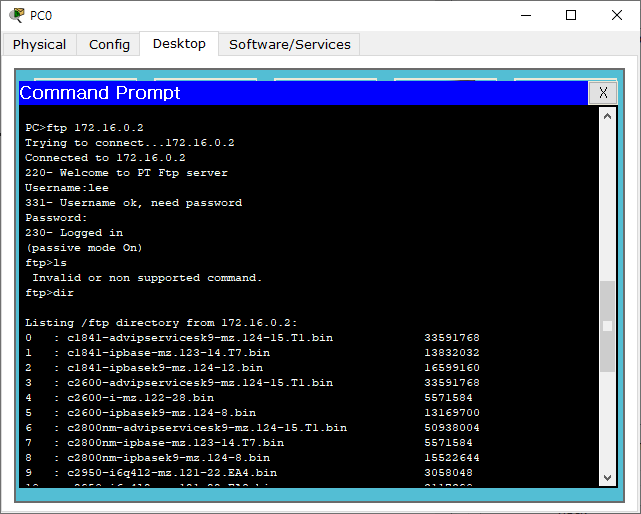 PC0
Physical Config Desktop Software/Services
Command Prompt X
PC>ftp 172.16.0.2
Trying to connect...172.16.0.2
Connected to 172.16.0.2
220- Welcome to PT Ftp server
Username:lee
331- Username ok, need password
Password:
230- Logged in
(passive mode On)
ftp>ls
Invalid or non supported command.
ftp>dir
Listing /ftp directory from 172.16.0.2:
0 : c1841-advipservicesk9-mz.124-15.T1.bin 33591768
1 : c1841-ipbase-mz.123-14.T7.bin 13832032
2 : c1841-ipbasek9-mz.124-12.bin 16599160
3 : c2600-advipservicesk9-mz.124-15.T1.bin 33591768
4 : c2600-i-mz.122-28.bin 5571584
5 : c2600-ipbasek9-mz.124-8.bin 13169700
6 : c2800nm-advipservicesk9-mz.124-15.T1.bin 50938004
7 : c2800nm-ipbase-mz.123-14.T7.bin 5571584
8 : c2800nm-ipbasek9-mz.124-8.bin 15522644
9 : c2950-i6q4l2-mz.121-22.EA4.bin 3058048